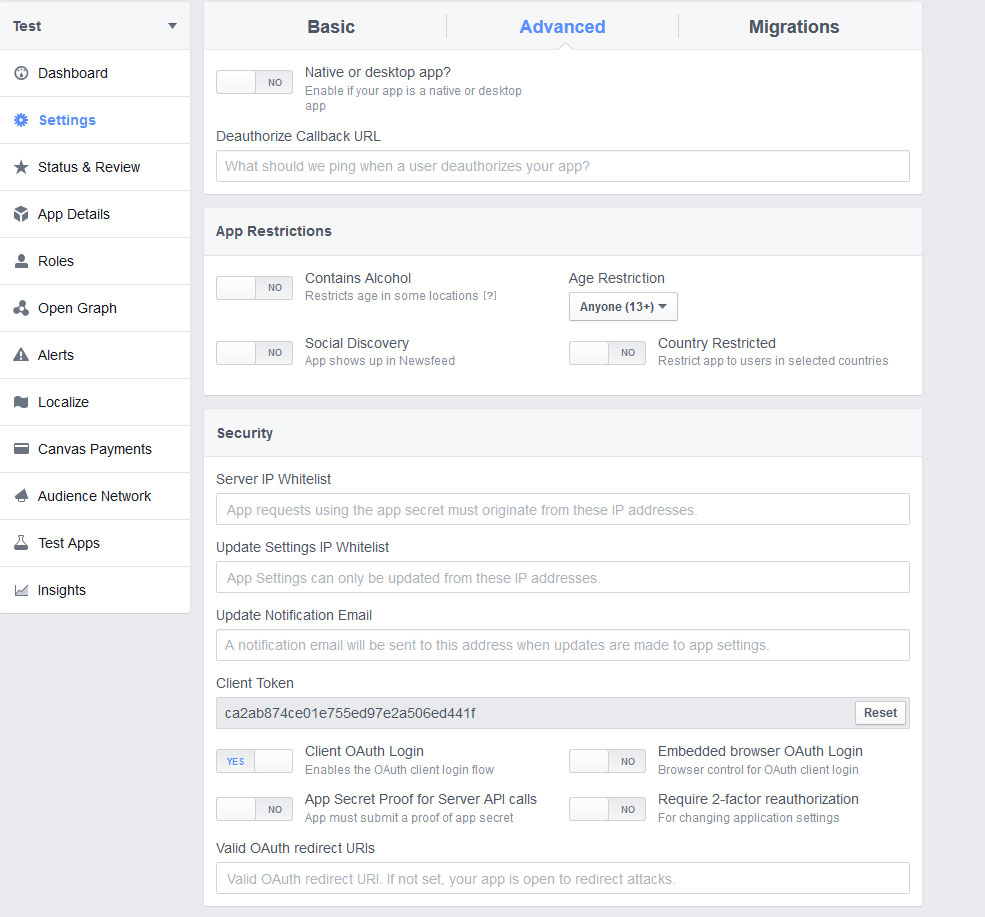 Test
Dashboard
Settings
Status & Review
App Details
Roles
Open Graph
Alerts
Localize
Canvas Payments
Audience Network
Test Apps
Insights
Basic
Advanced
Migrations
NO
Native or desktop app?
Enable if your app is a native or desktop
app
Deauthorize Callback URL
What should we ping when a user deauthorizes your app?
App Restrictions
NO
Contains Alcohol
Restricts age in some locations [?]
Age Restriction
Anyone (13+)
NO
Social Discovery
App shows up in Newsfeed
NO
Country Restricted
Restrict app to users in selected countries
Security
Server IP Whitelist
App requests using the app secret must originate from these IP addresses.
Update Settings IP Whitelist
App Settings can only be updated from these IP addresses.
Update Notification Email
A notification email will be sent to this address when updates are made to app settings.
Client Token
ca2ab874ce01e755ed97e2a506ed441f
Reset
YES
Client OAuth Login
Enables the OAuth client login flow
NO
Embedded browser OAuth Login
Browser control for OAuth client login
NO
App Secret Proof for Server API calls
App must submit a proof of app secret
NO
Require 2-factor reauthorization
For changing application settings
Valid OAuth redirect URIs
Valid OAuth redirect URI. If not set, your app is open to redirect attacks.